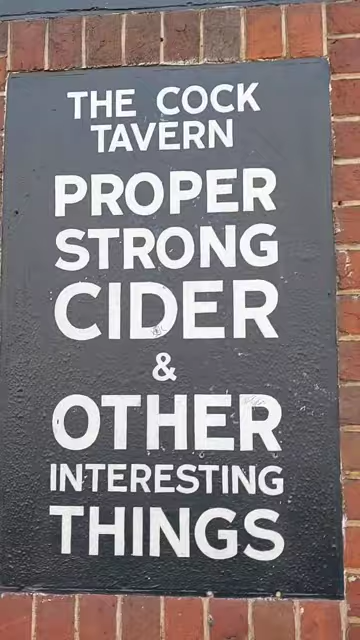 THE COCK
TAVERN
PROPER
STRONG
CIDER
&
OTHER
INTERESTING
THINGS